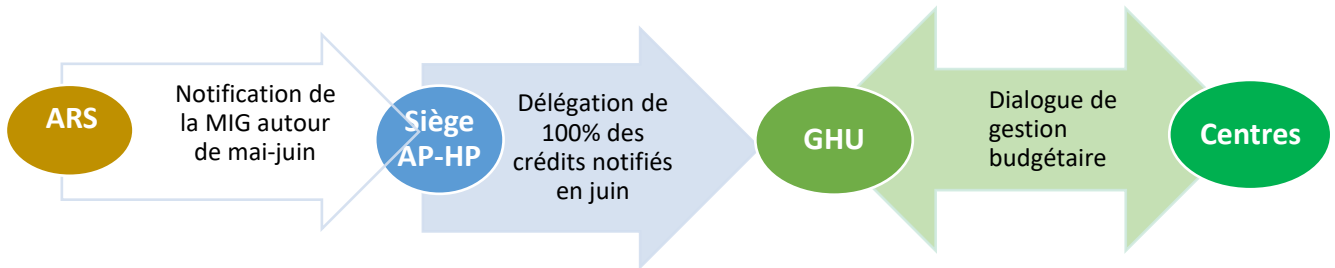 ARS
Notification de
la MIG autour
de mai-juin
Siège
AP-HP
Délégation de
100% des
crédits notifiés
en juin
GHU
Dialogue de
gestion
budgétaire
Centres